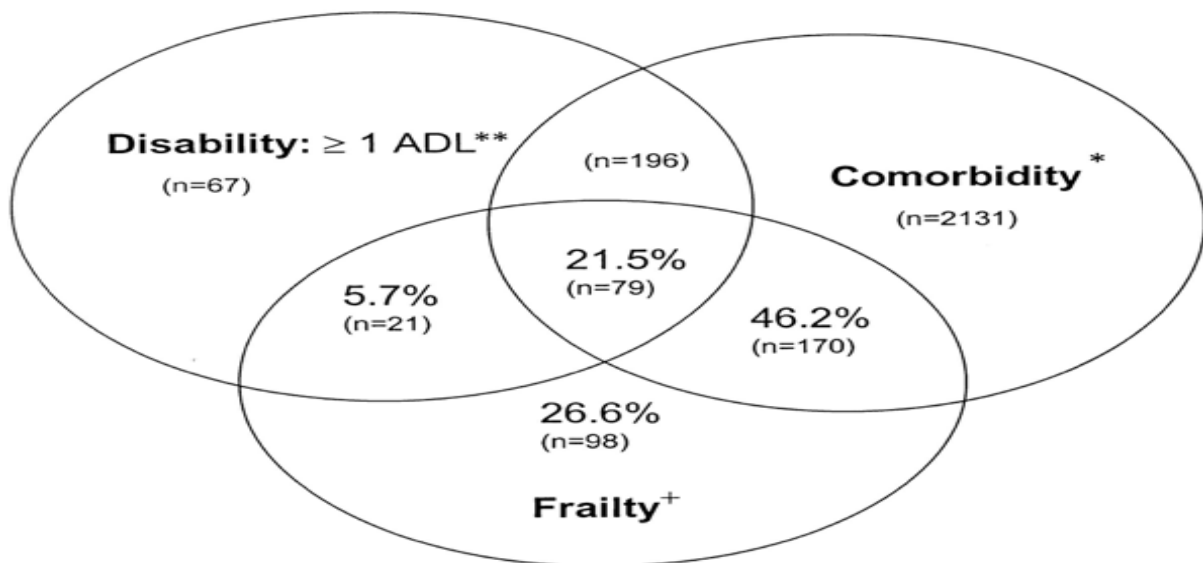 Disability: ≥ 1 ADL**
(n=67)
(n=196)
Comorbidity *
(n=2131)
5.7%
(n=21)
21.5%
(n=79)
46.2%
(n=170)
26.6%
(n=98)
Frailty+